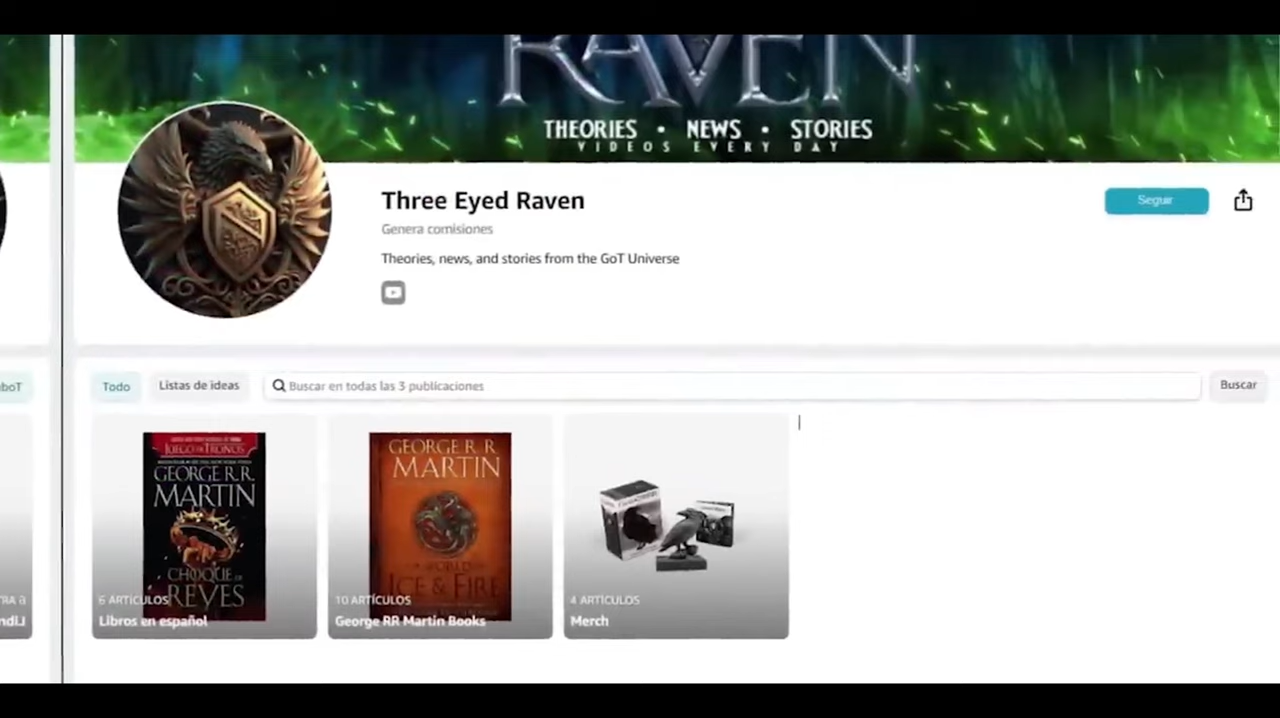 RAVEN
THEORIES • NEWS • STORIES
VIDEOS EVERY DAY
Three Eyed Raven
Genera comisiones
Theories, news, and stories from the GoT Universe
Seguir
boT
Todo
Listas de ideas
Buscar en todas las 3 publicaciones
Buscar
JUEGO DE TRONOS
GEORGE R.R.
MARTIN
CHOQUE DE
REYES
6 ARTÍCULOS
Libros en español
GEORGE R. R.
MARTIN
ICE & FIRE
10 ARTÍCULOS
George RR Martin Books
4 ARTÍCULOS
Merch